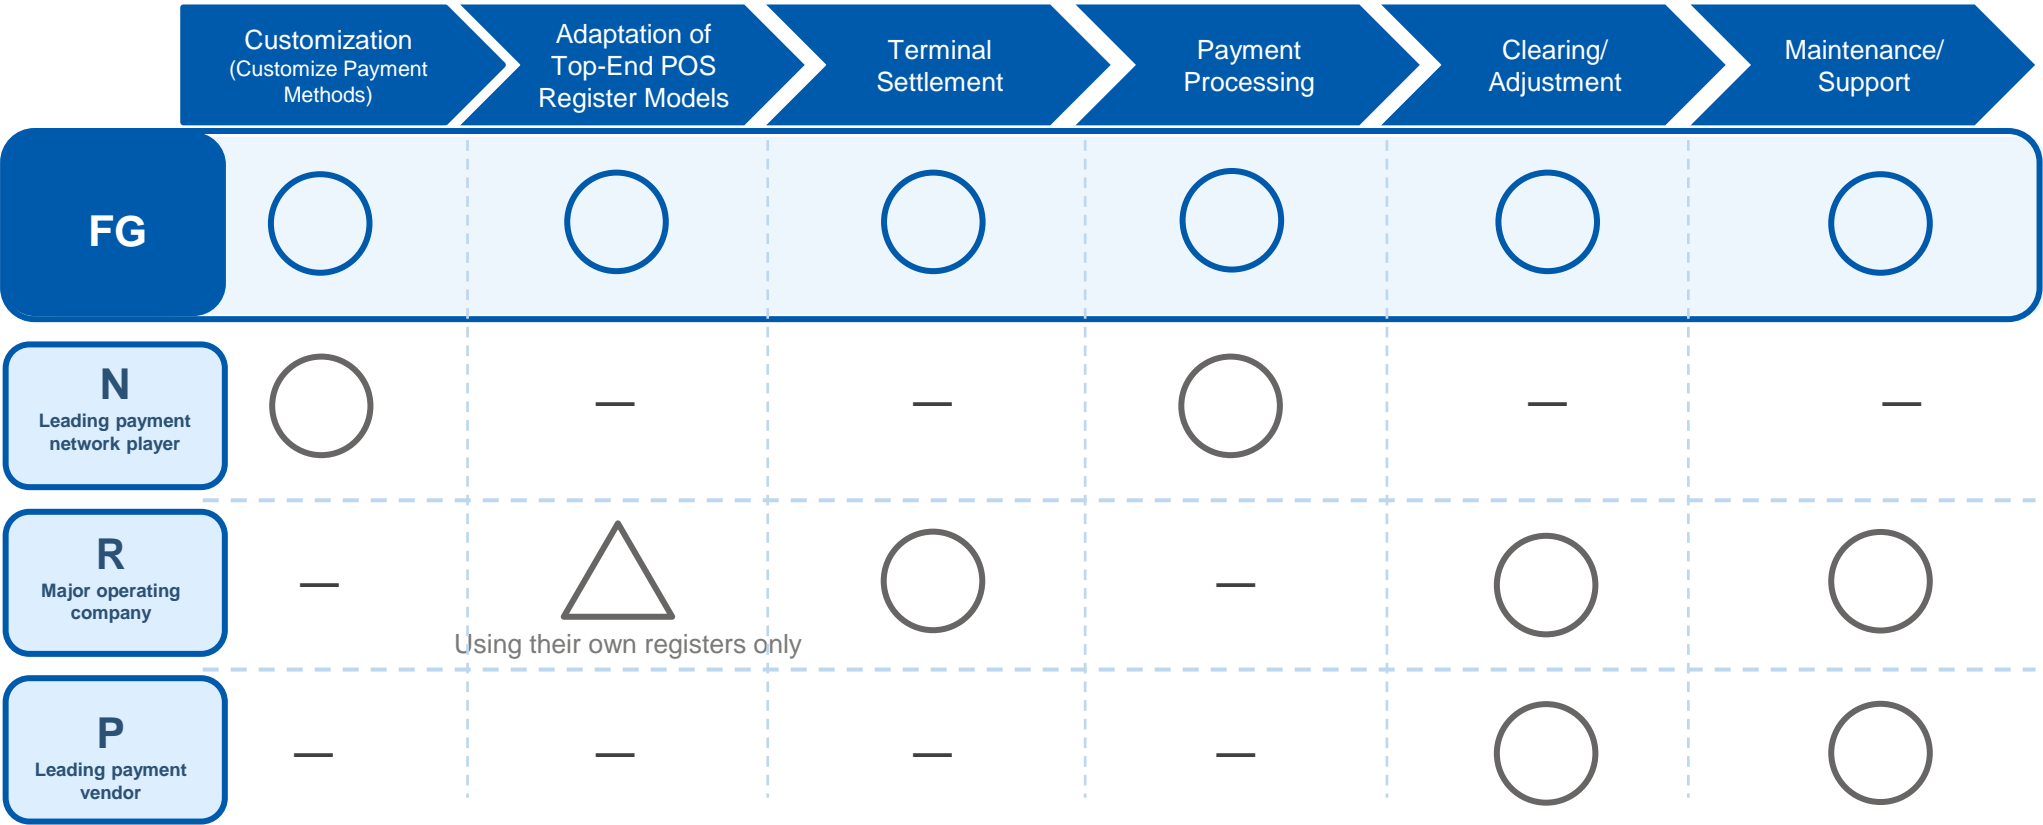 Customization
(Customize Payment
Methods)
Adaptation of
Top-End POS
Register Models
Terminal
Settlement
Payment
Processing
Clearing/
Adjustment
Maintenance/
Support
FG
N
Leading payment
network player
— — — —
R
Major operating
company
— —
Using their own registers only
P
Leading payment
vendor
— — — —